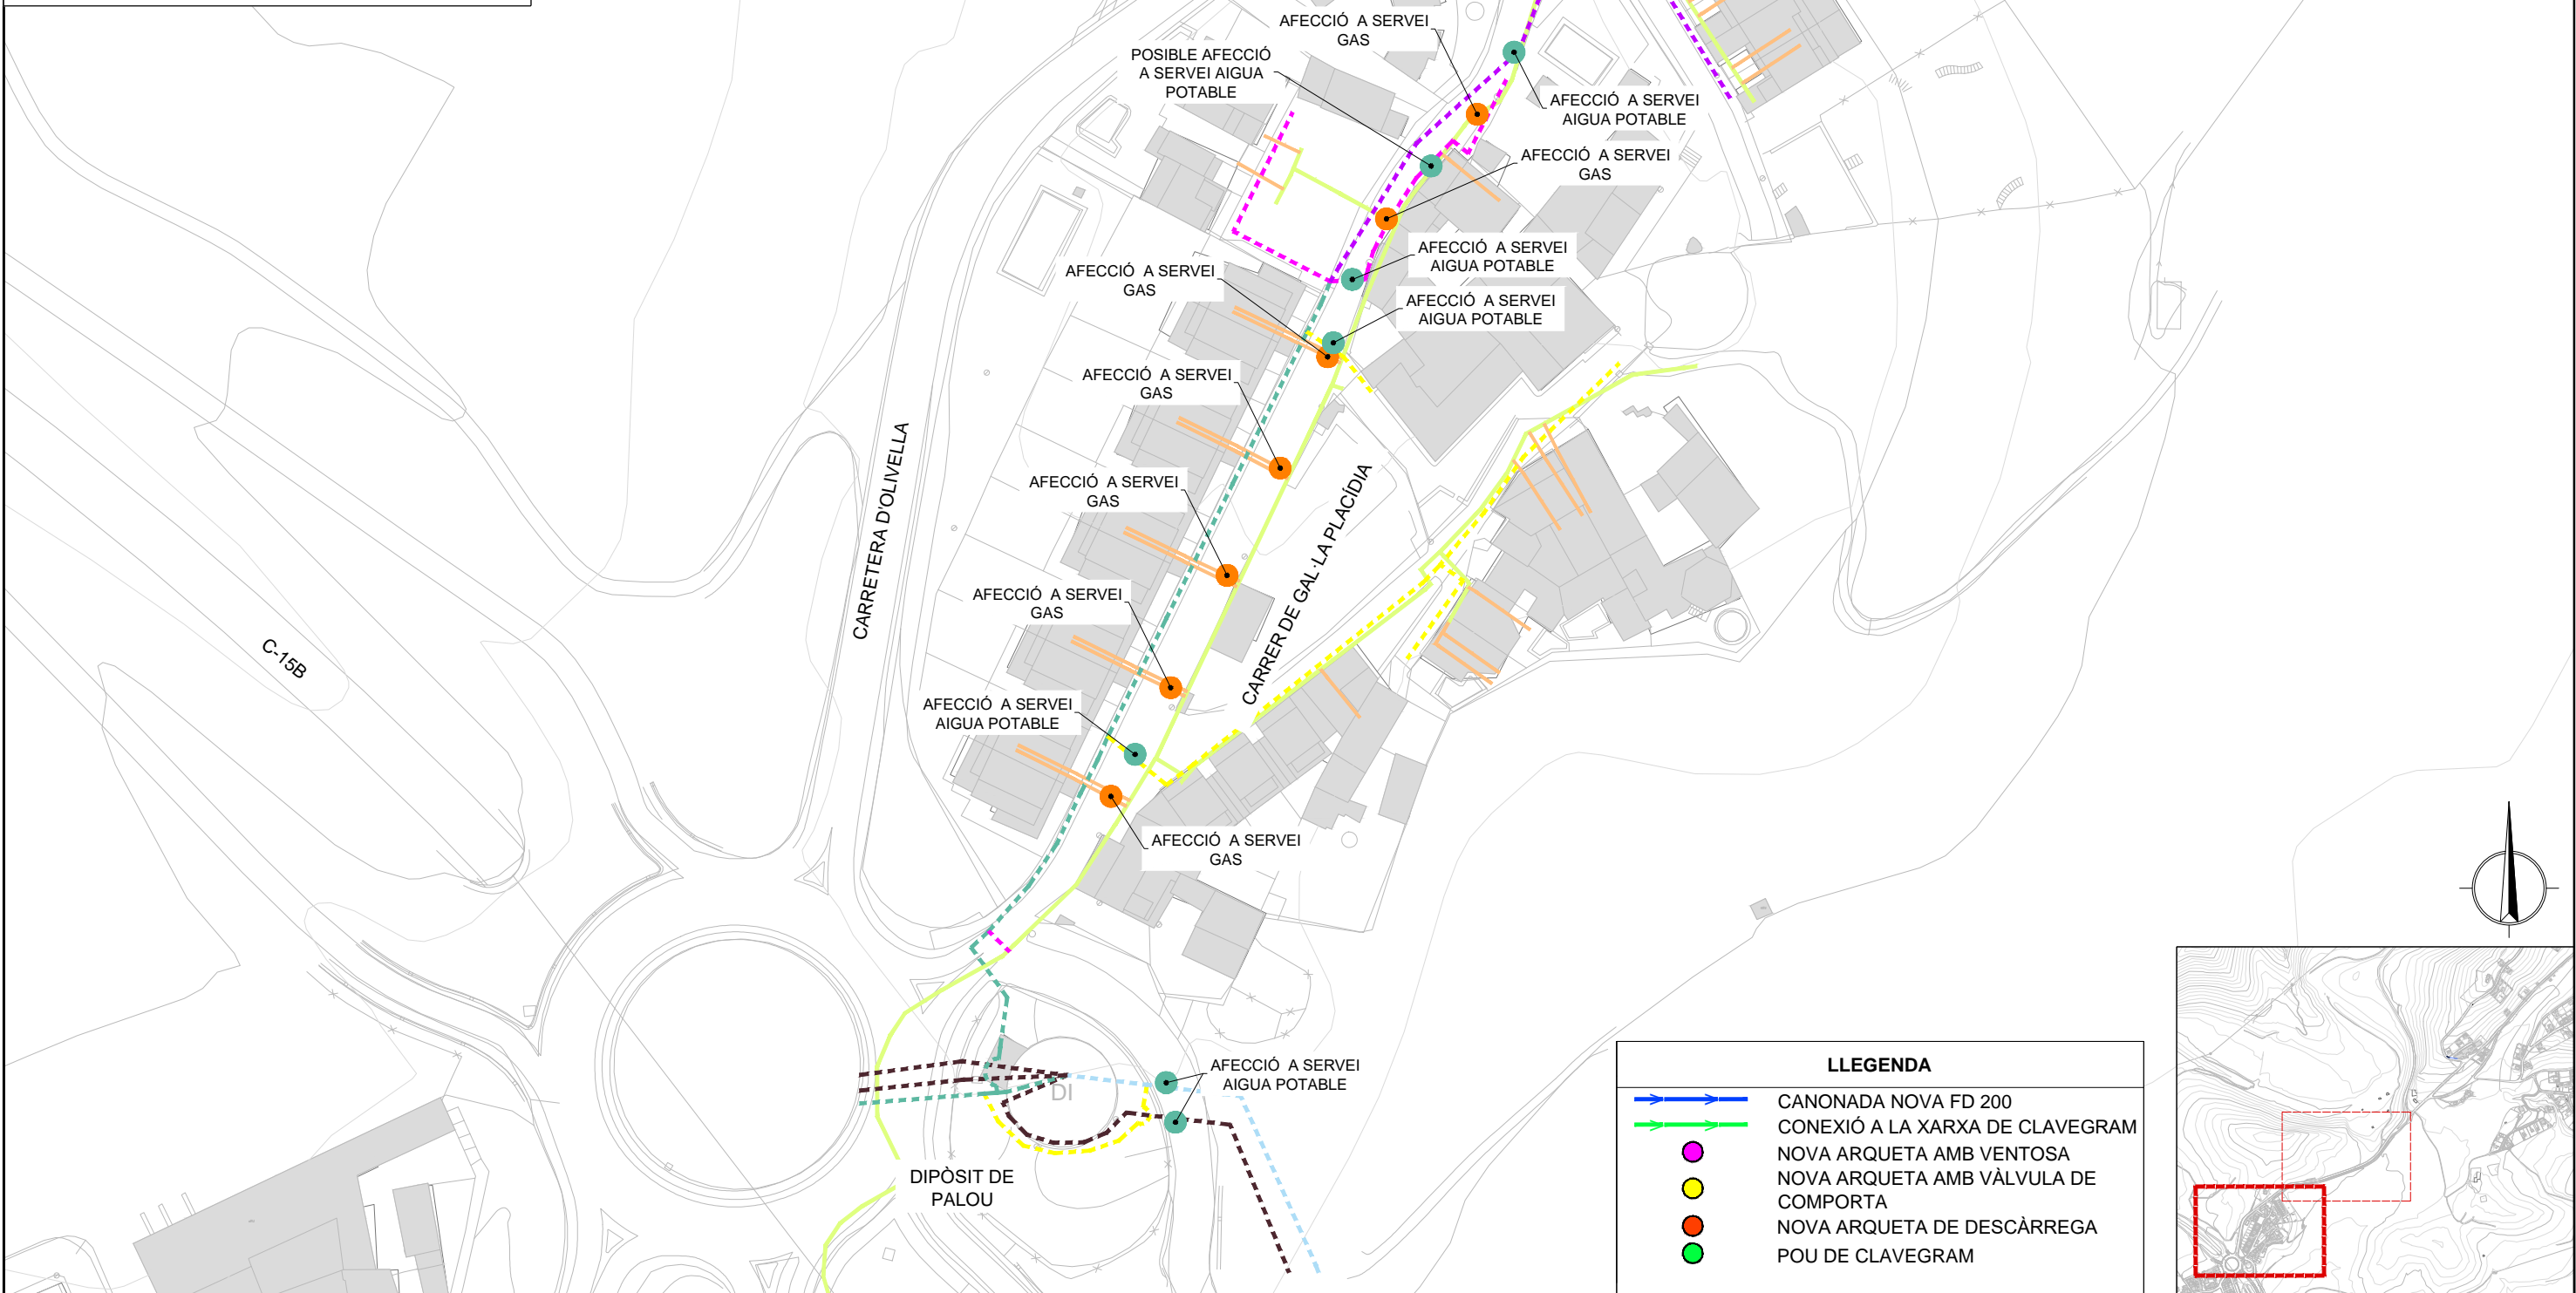 AFECCIÓ A SERVEI
GAS
POSIBLE AFECCIÓ
A SERVEI AIGUA
POTABLE
AFECCIÓ A SERVEI
AIGUA POTABLE
AFECCIÓ A SERVEI
GAS
AFECCIÓ A SERVEI
AIGUA POTABLE
AFECCIÓ A SERVEI
GAS
AFECCIÓ A SERVEI
AIGUA POTABLE
AFECCIÓ A SERVEI
GAS
CARRETERA D'OLIVELLA
AFECCIÓ A SERVEI
GAS
CARRER DE GAL·LA PLACÍDIA
AFECCIÓ A SERVEI
GAS
C-15B
AFECCIÓ A SERVEI
AIGUA POTABLE
AFECCIÓ A SERVEI
GAS
AFECCIÓ A SERVEI
AIGUA POTABLE
DI
DIPÒSIT DE
PALOU
LLEGENDA
CANONADA NOVA FD 200
CONEXIÓ A LA XARXA DE CLAVEGRAM
NOVA ARQUETA AMB VENTOSA
NOVA ARQUETA AMB VÀLVULA DE
COMPORTA
NOVA ARQUETA DE DESCÀRREGA
POU DE CLAVEGRAM